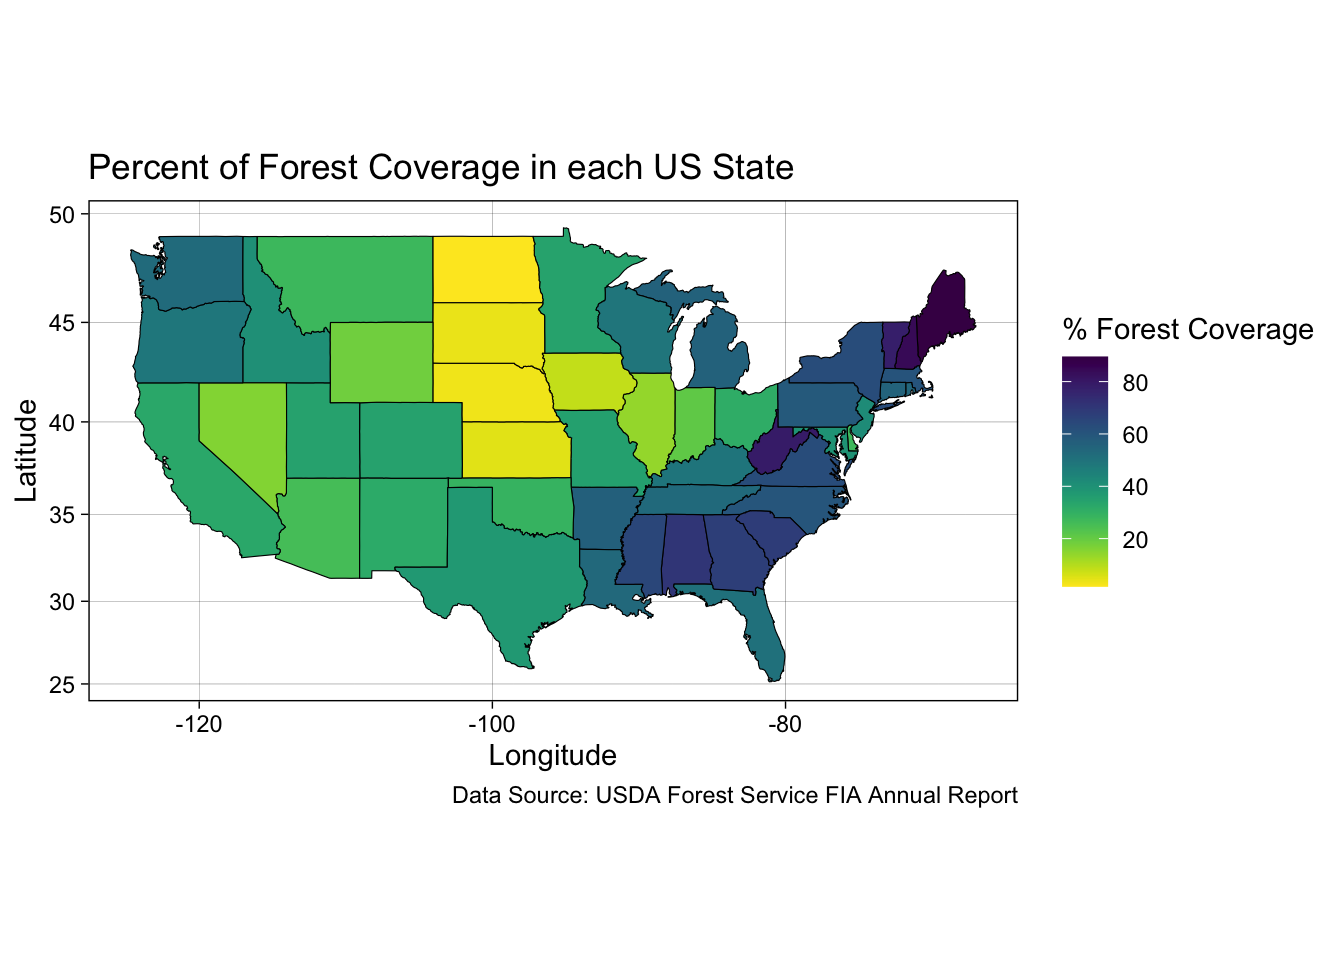 Percent of Forest Coverage in each US State
50
45
40
35
30
25
Latitude
-120
-100
-80
Longitude
Data Source: USDA Forest Service FIA Annual Report
% Forest Coverage
80
60
40
20